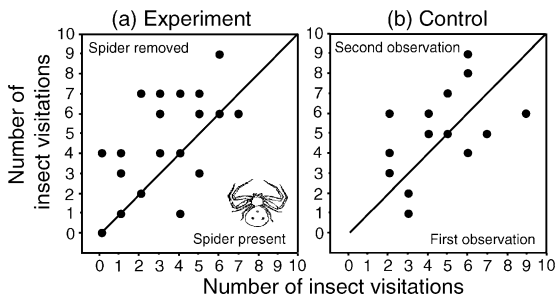 (a) Experiment
(b) Control
Number of
insect visitations
10
9
8
7
6
5
4
3
2
1
0
Spider removed
Spider present
0 1 2 3 4 5 6 7 8 9 10
10
9
8
7
6
5
4
3
2
1
0
Second observation
First observation
0 1 2 3 4 5 6 7 8 9 10
Number of insect visitations